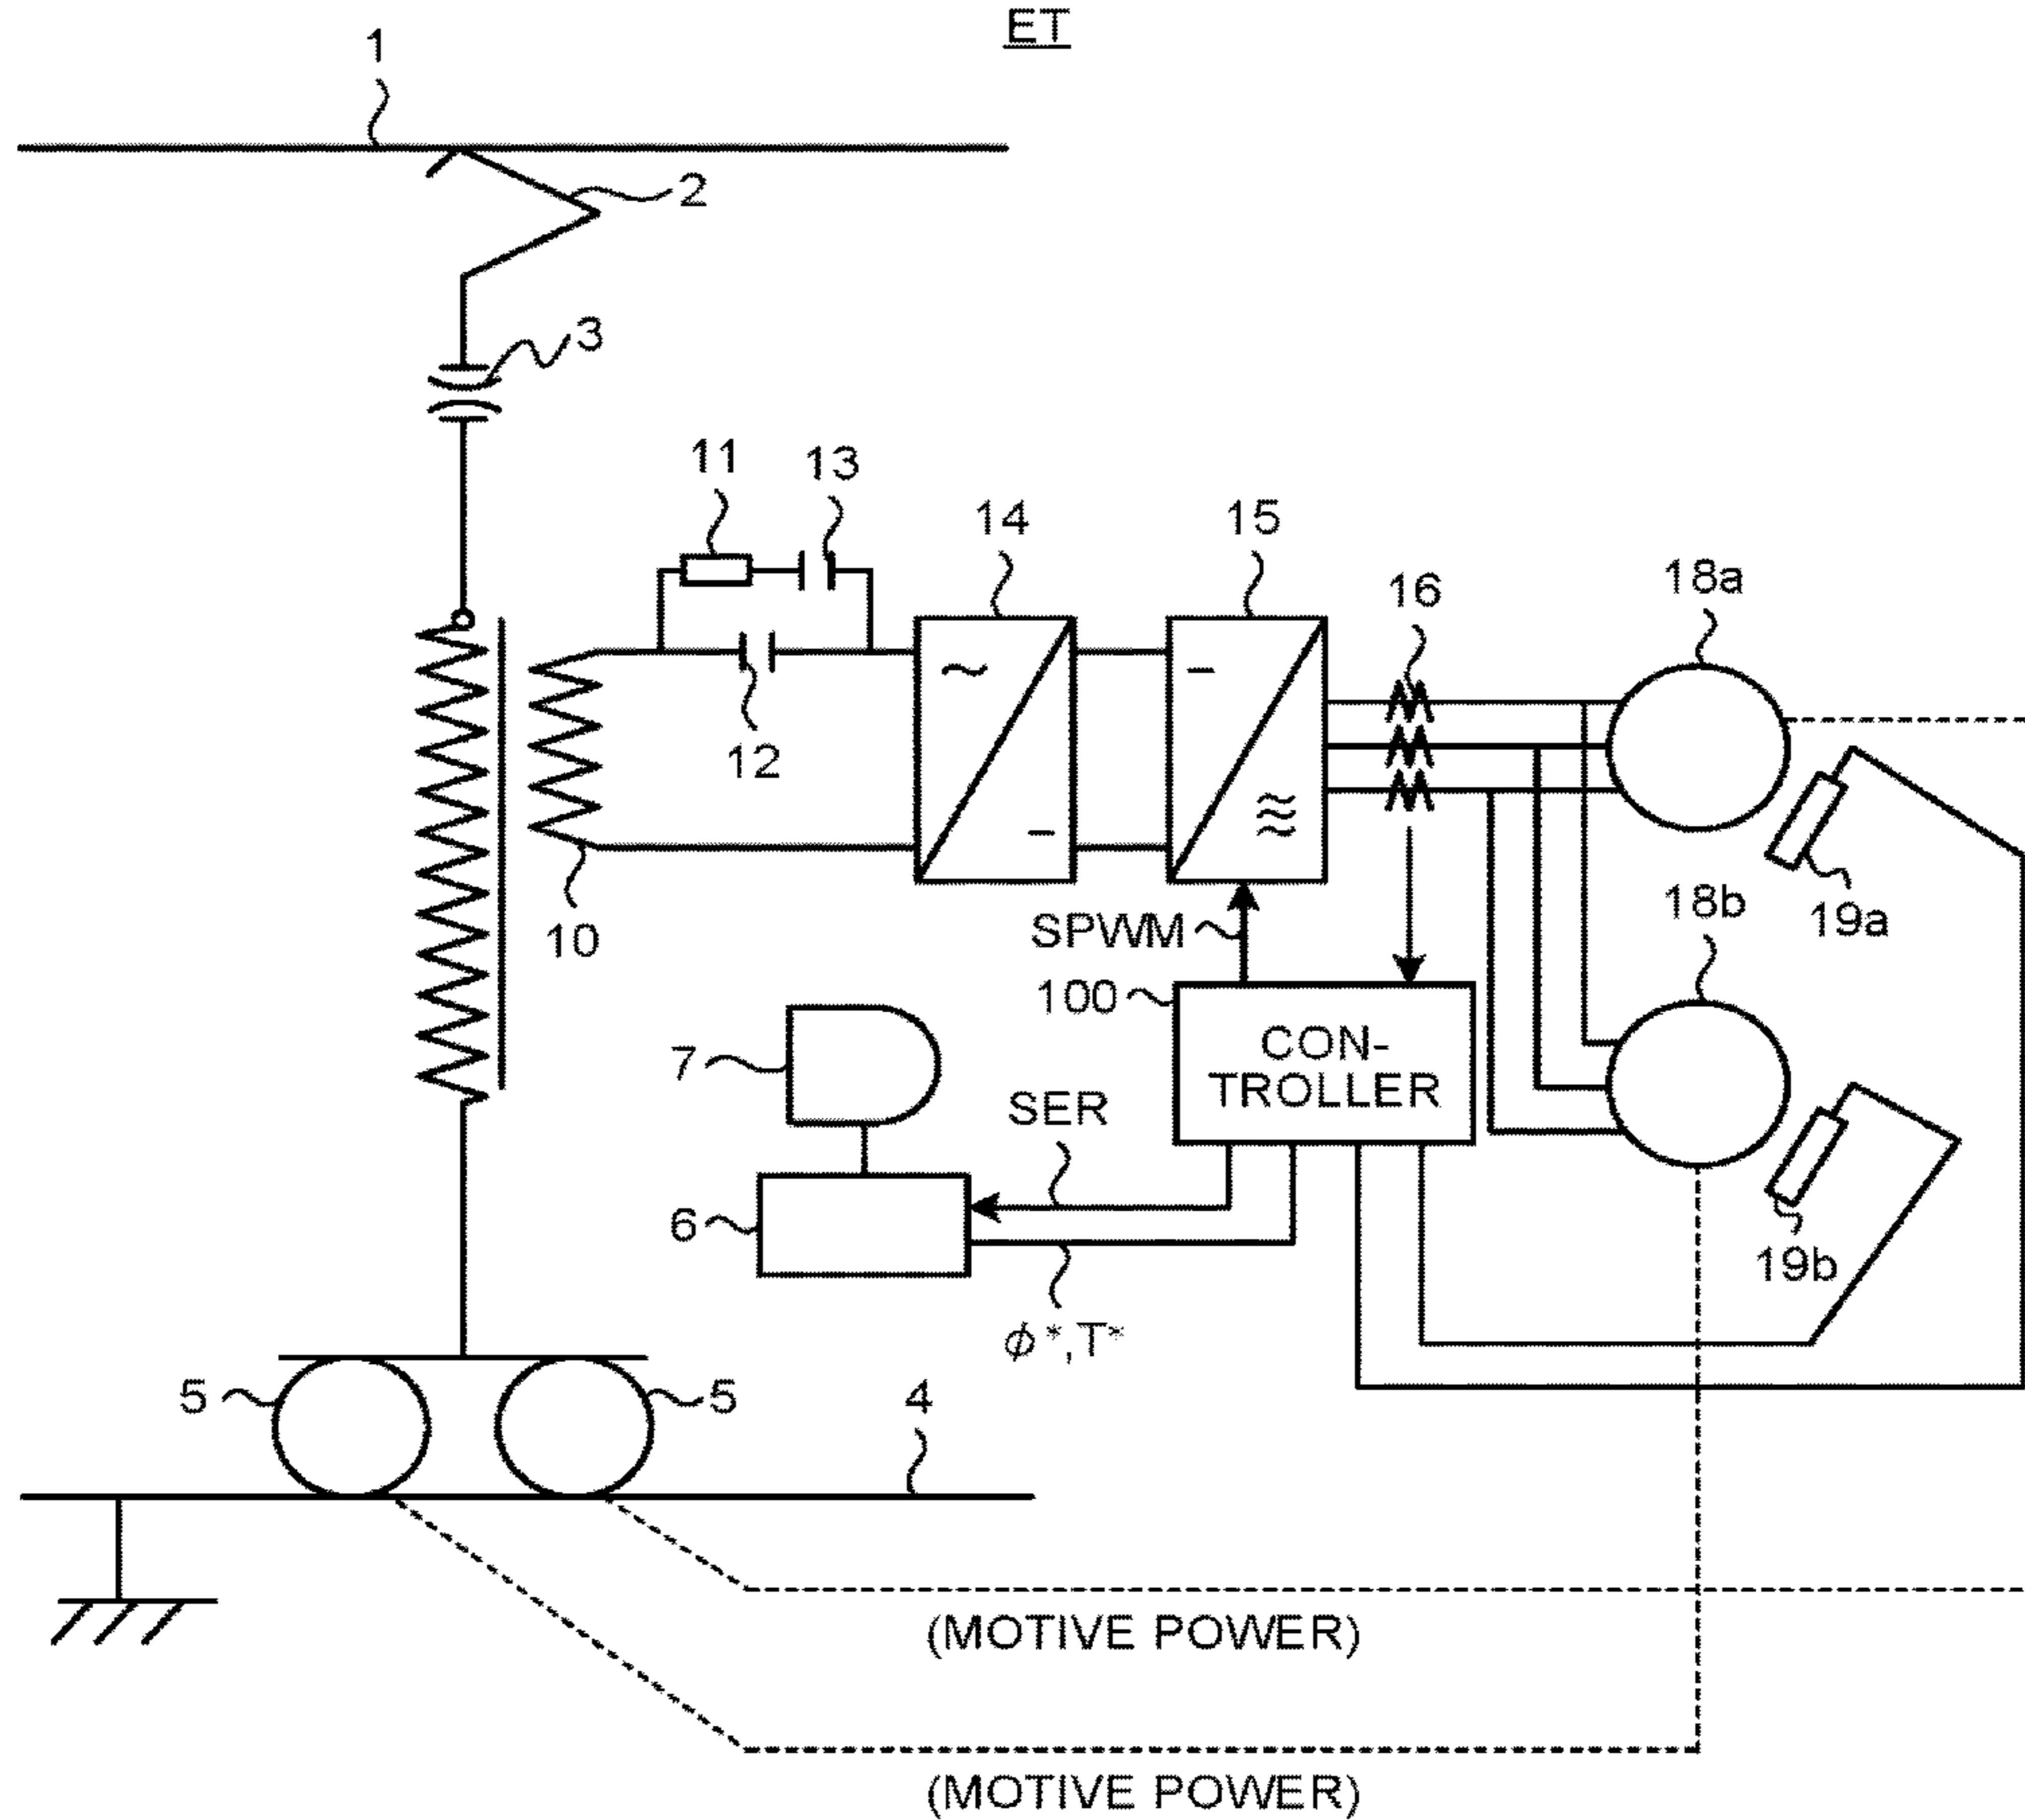 ET
1
2
3
11
13
14
15
16
18a
12
10
SPWM
18b
19a
100
CON-
TROLLER
7
SER
6
19b
ϕ*,T*
5
5
4
(MOTIVE POWER)
(MOTIVE POWER)